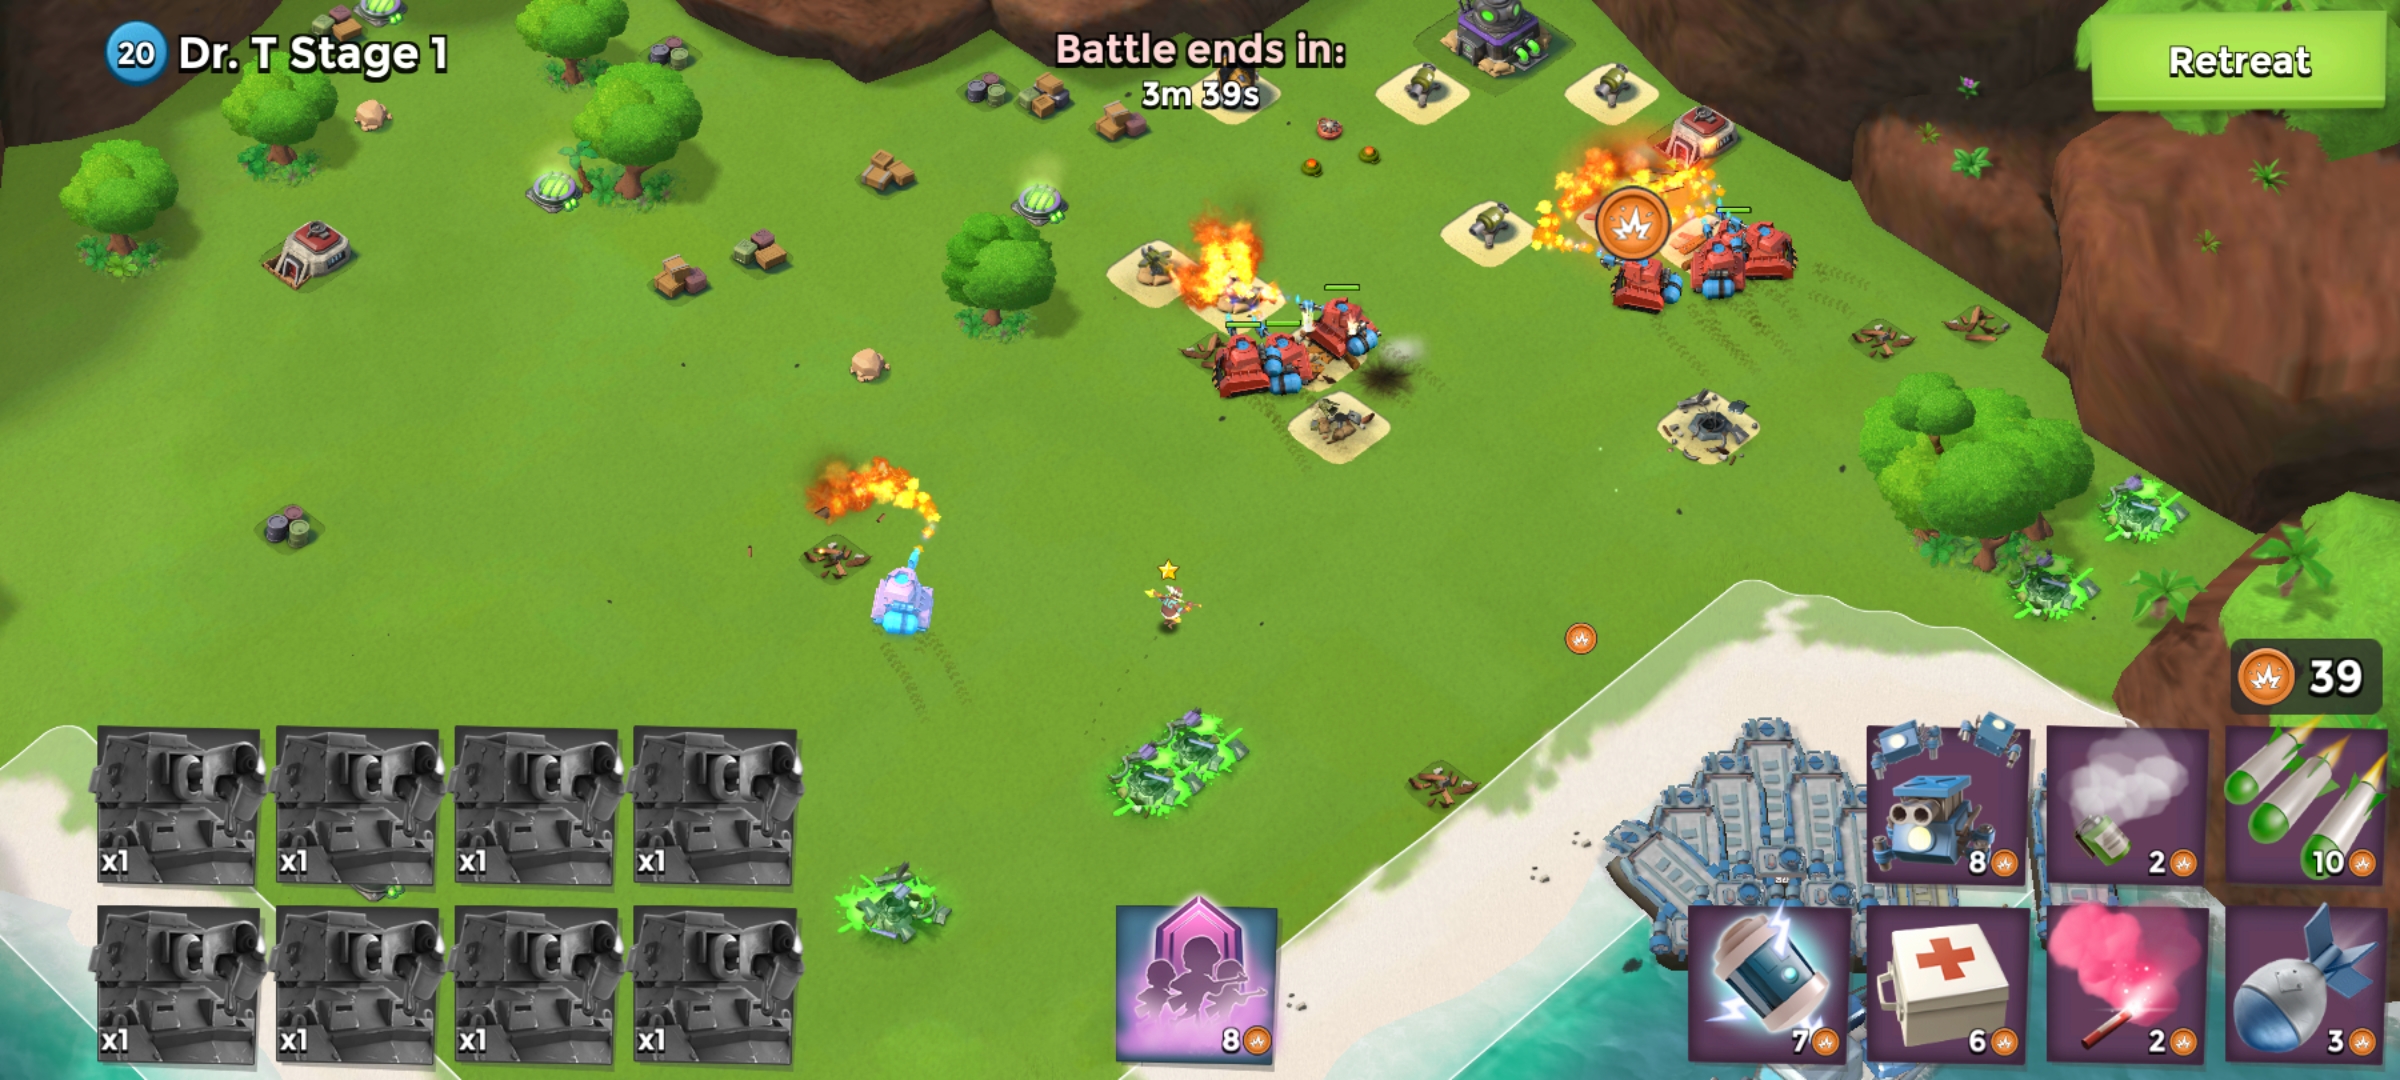 20 Dr. T Stage 1
Battle ends in:
3m 39s
Retreat
39
x1 x1 x1 x1
8 2 10
x1 x1 x1 x1
8 7 6 2 3